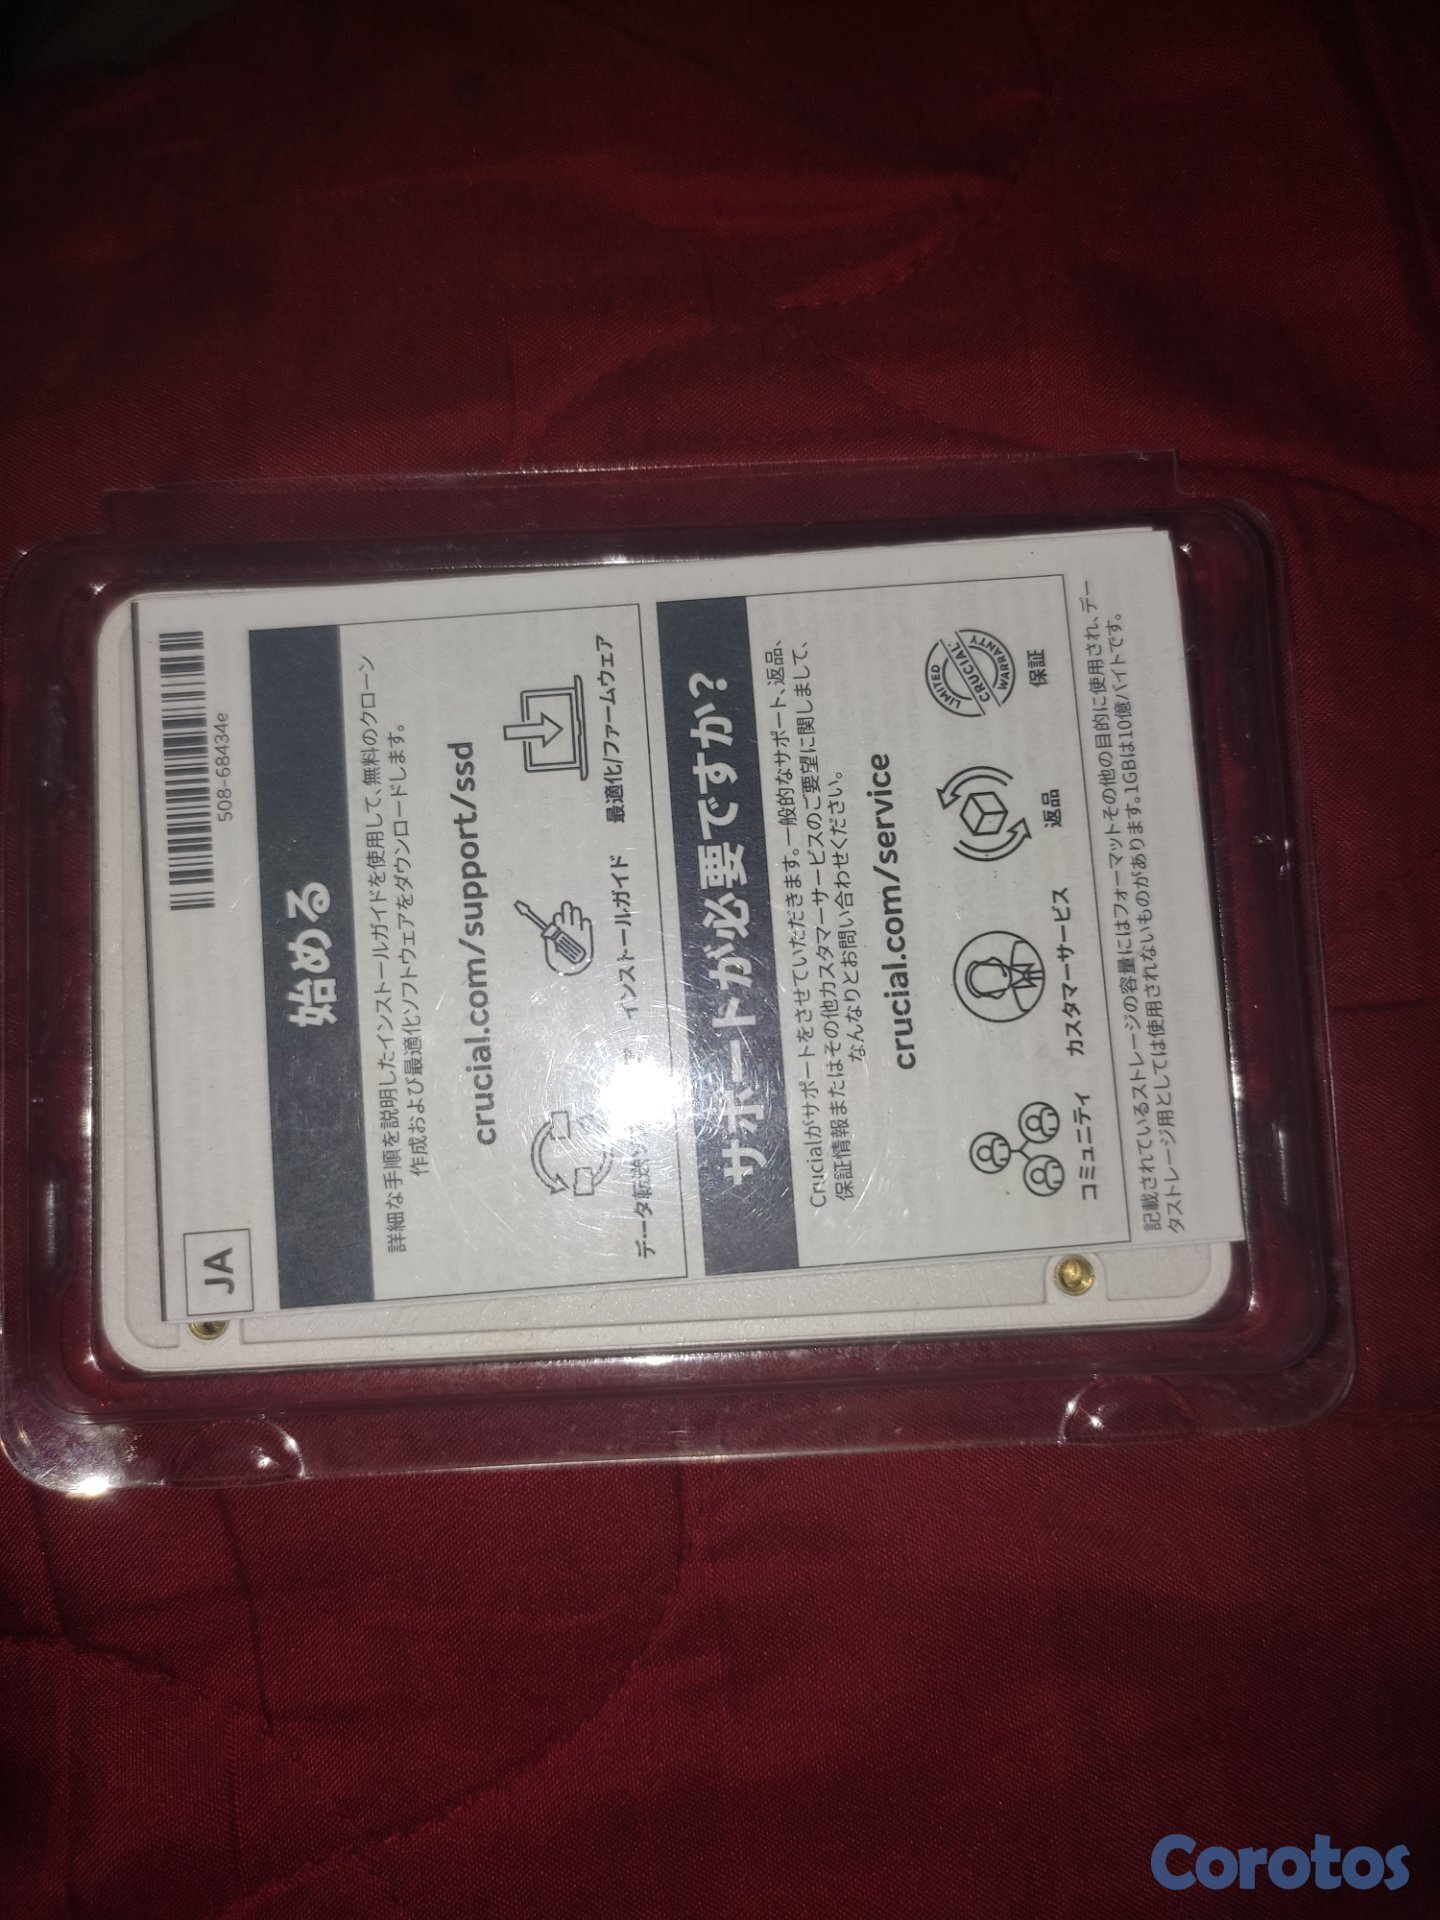 JA
508-68434e
始める
詳細な手順を説明したインストールガイドを使用して、無料のクローン
作成および最適化ソフトウェアをダウンロードします。
crucial.com/support/ssd
データ転送
インストールガイド
最適化/ファームウェア
サポートが必要ですか?
Crucialがサポートをさせていただきます。一般的なサポート、返品、
保証情報またはその他カスタマーサービスのご要望に関しまして、
なんなりとお問い合わせください。
crucial.com/service
LIMITED
CRUCIAL
WARRANTY
コミュニティ
カスタマーサービス
返品
保証
記載されているストレージの容量にはフォーマットその他の目的に使用され、デー
タストレージ用としては使用されないものがあります。1GBは10億バイトです。
Corotos